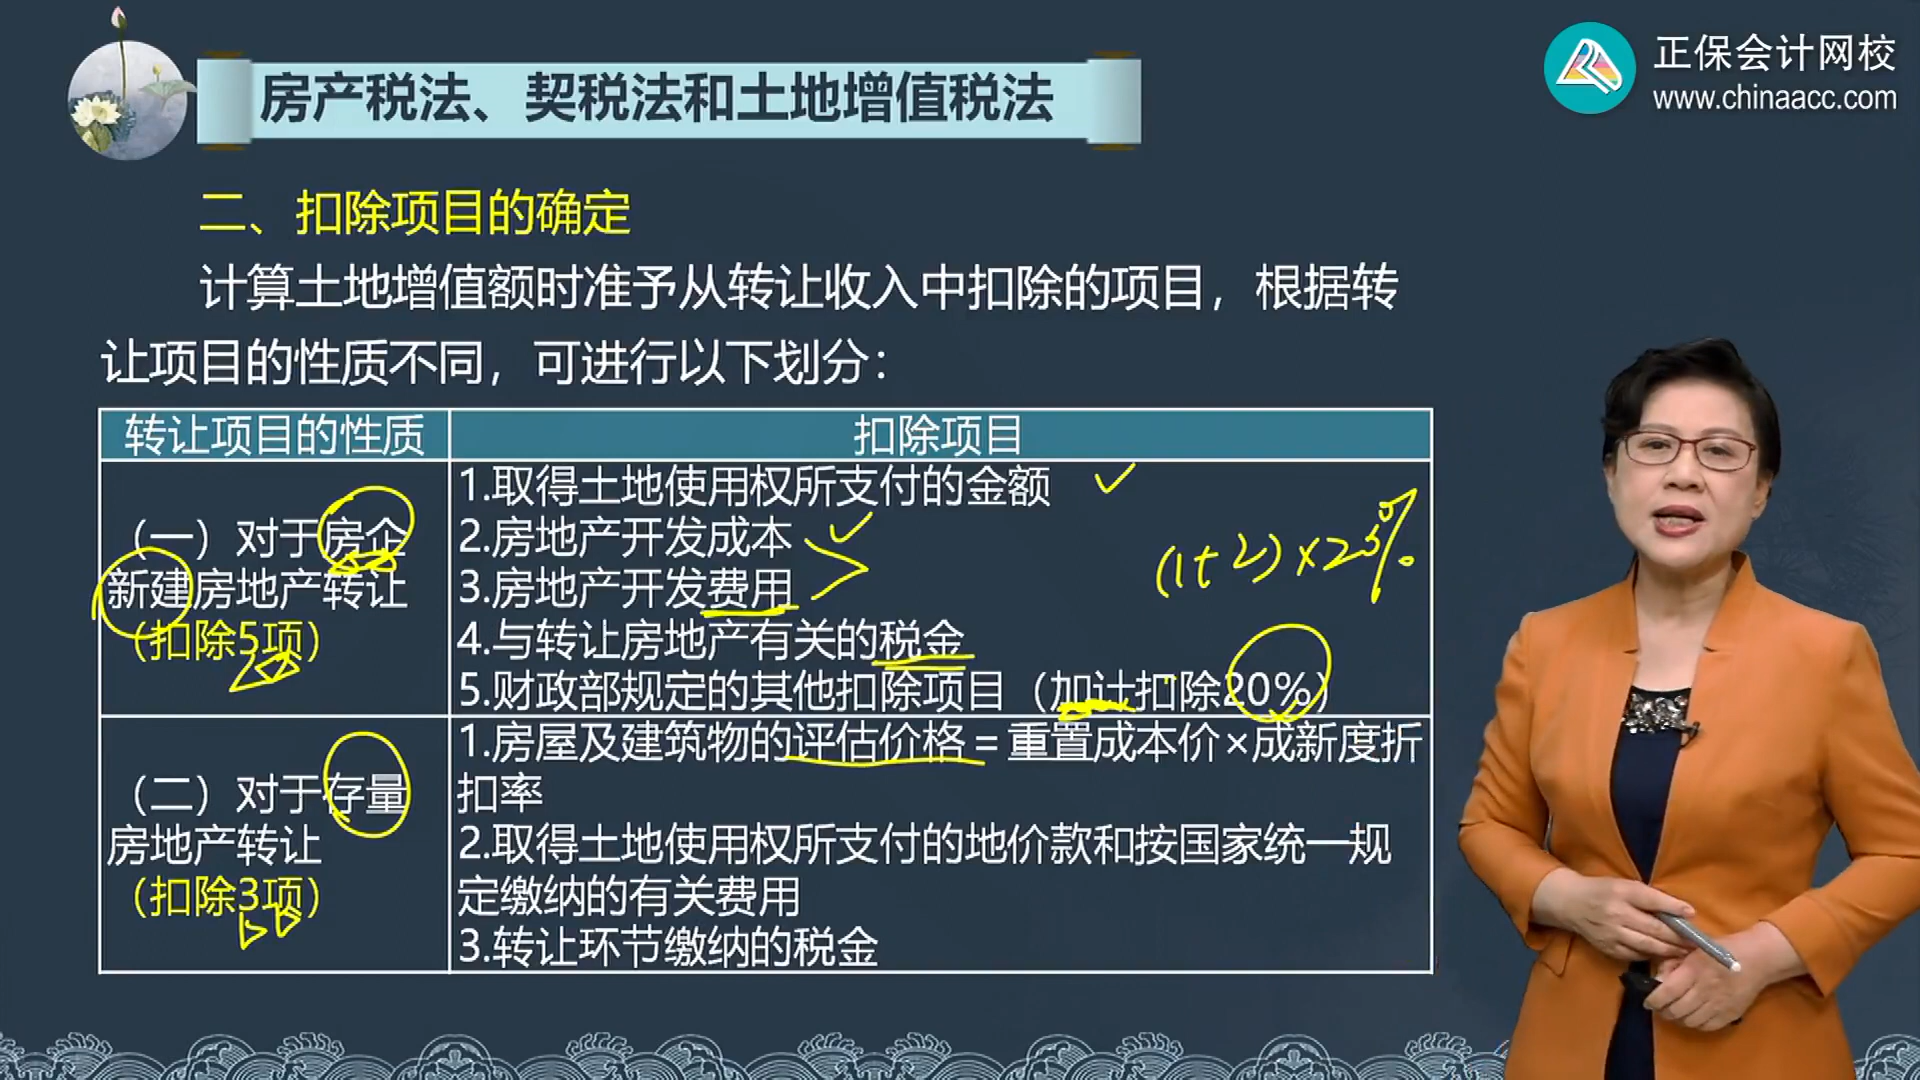 房产税法、契税法和土地增值税法
正保会计网校
www.chinaacc.com
二、扣除项目的确定
计算土地增值额时准予从转让收入中扣除的项目，根据转
让项目的性质不同，可进行以下划分：
转让项目的性质
扣除项目
（一）对于房企
新建房地产转让
（扣除5项）
1.取得土地使用权所支付的金额
2.房地产开发成本
3.房地产开发费用
4.与转让房地产有关的税金
5.财政部规定的其他扣除项目（加计扣除20%）
(1+2)×2
（二）对于存量
房地产转让
（扣除3项）
1.房屋及建筑物的评估价格=重置成本价×成新度折
扣率
2.取得土地使用权所支付的地价款和按国家统一规
定缴纳的有关费用
3.转让环节缴纳的税金